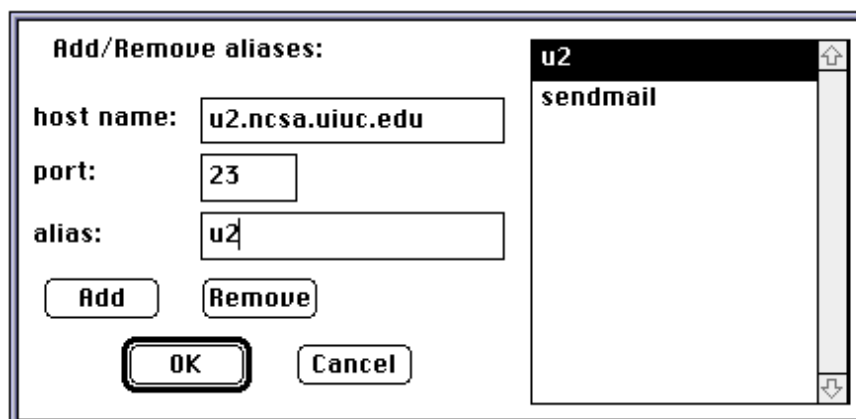 Add/Remove aliases:
host name: u2.ncsa.uiuc.edu
port: 23
alias: u2
Add Remove
OK Cancel
u2
sendmail